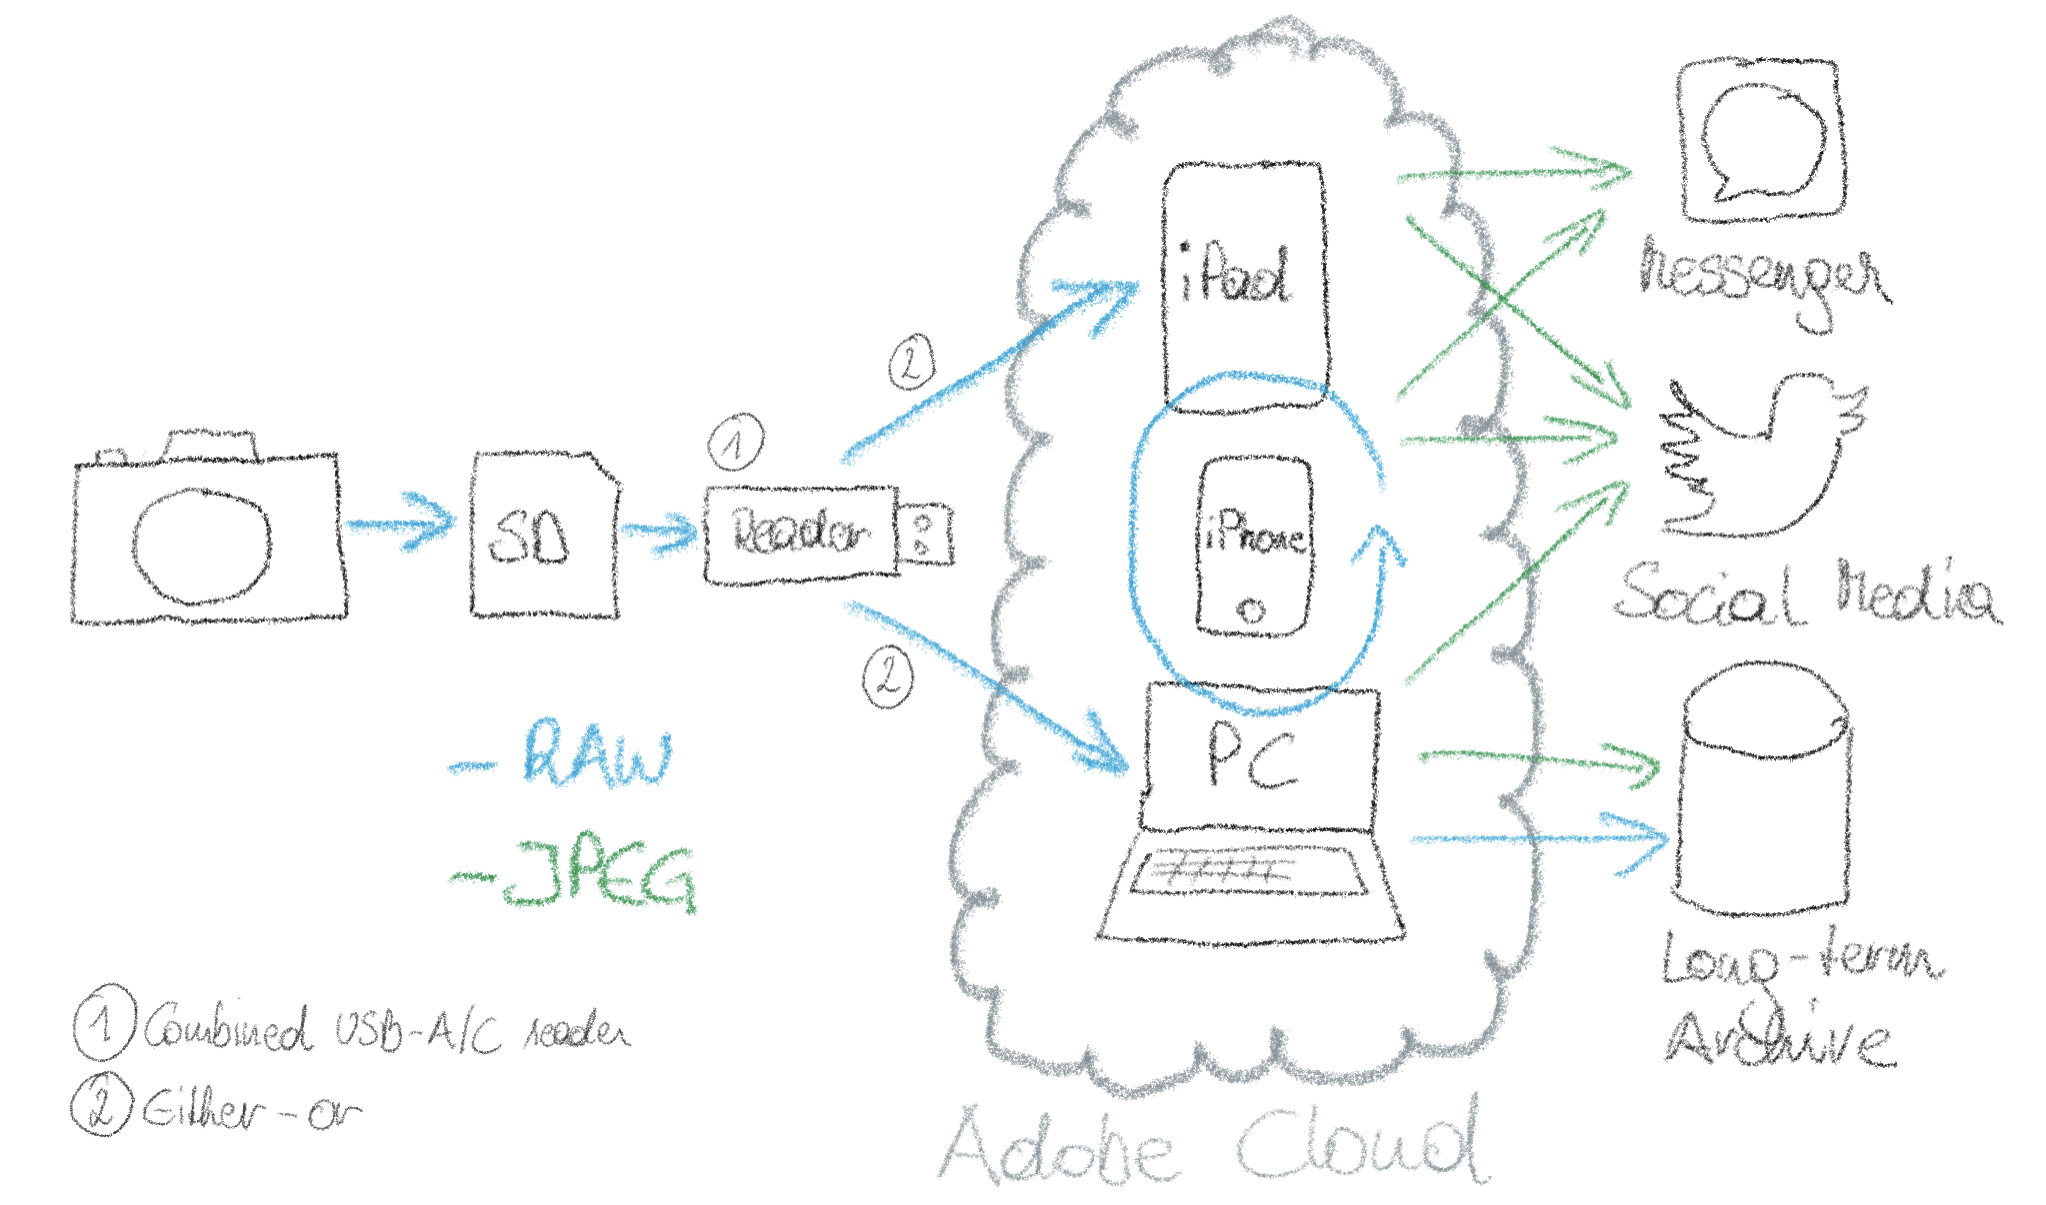 iPad
Messenger
2
1
SD
Reader
iPhone
Social Media
2
PC
- RAW
- JPEG
Long-term
Archive
1 Combined USB-A/C reader
2 Either-or
Adobe Cloud